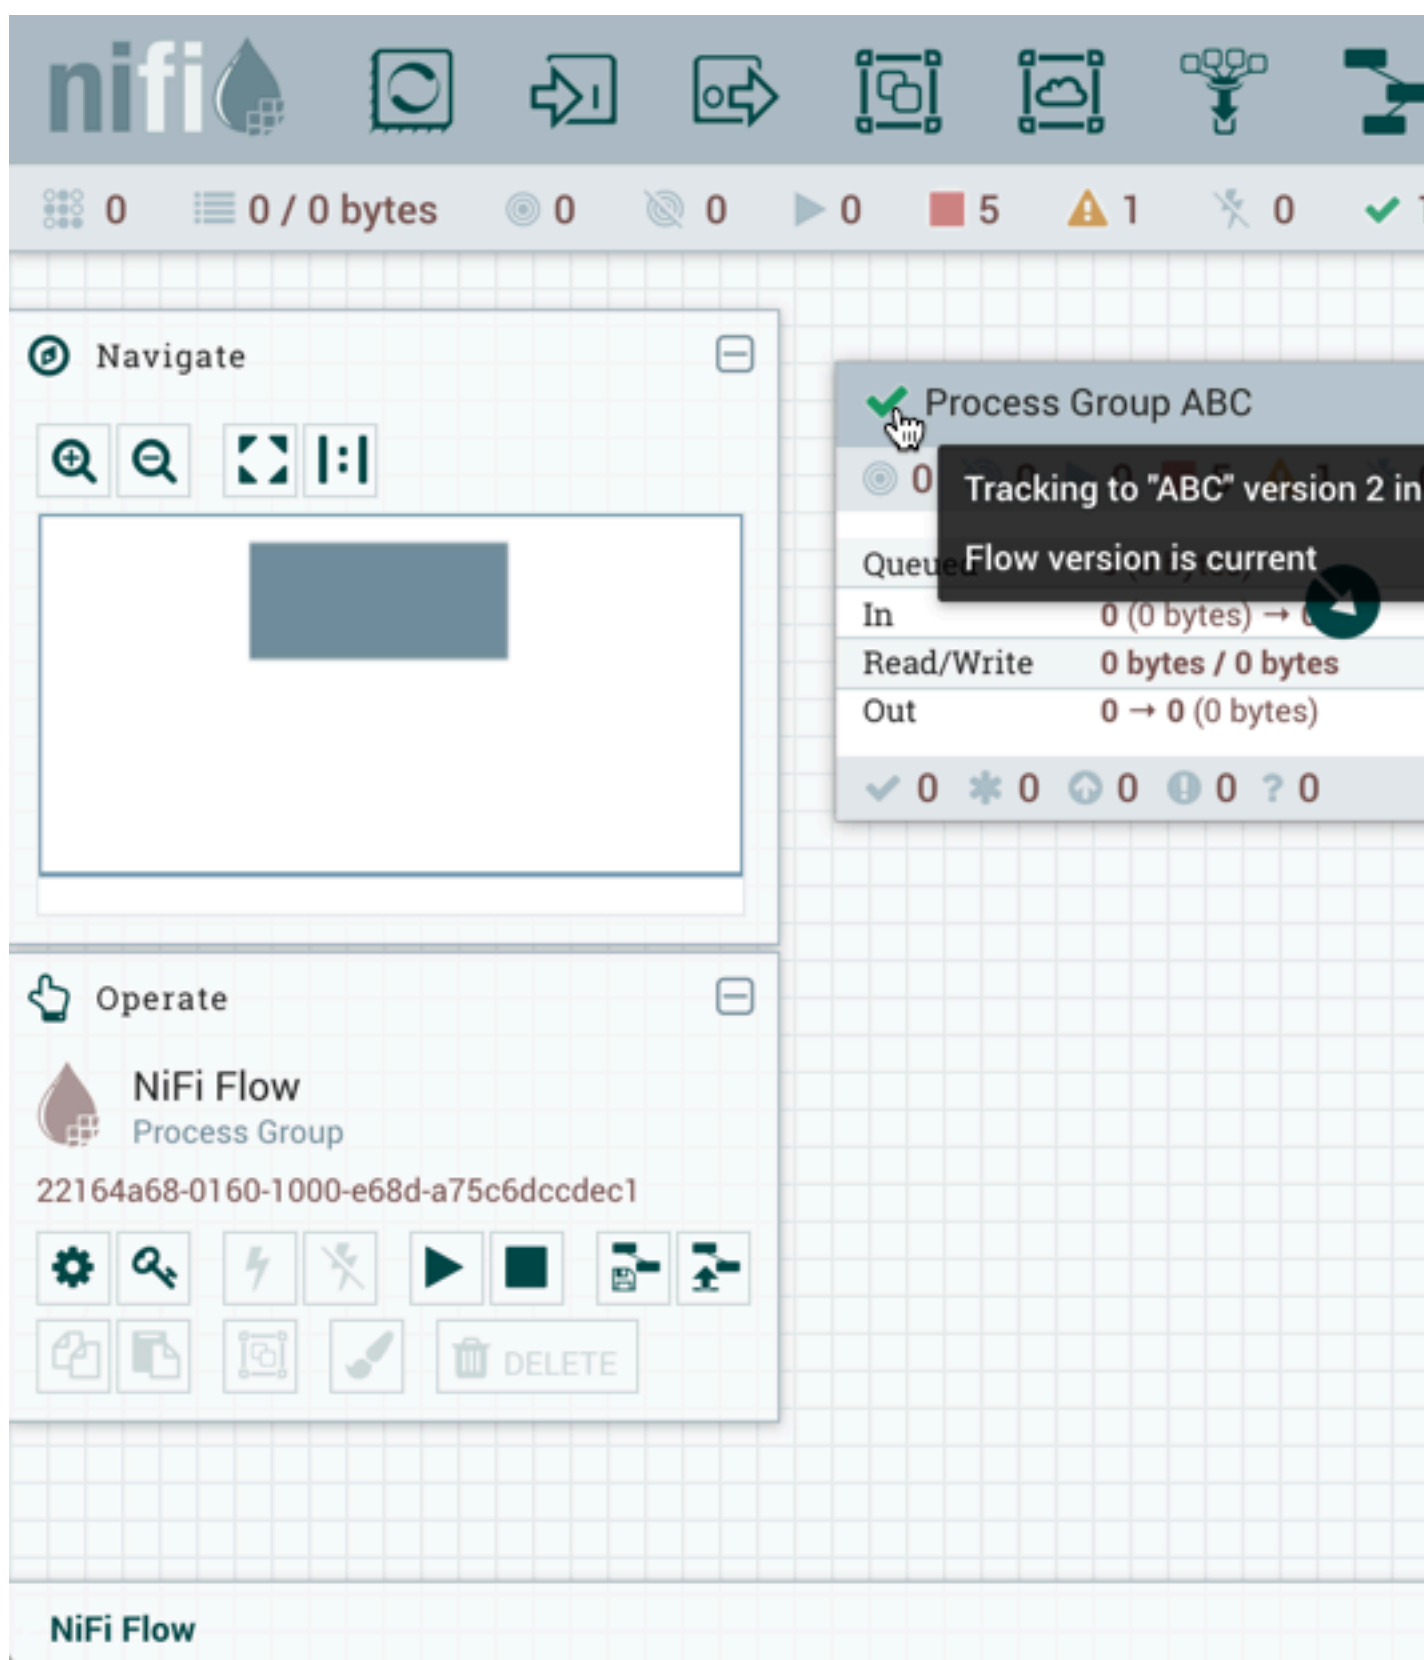 nifi
0 0 / 0 bytes 0 0 0 5 1 0
Navigate
Process Group ABC
0
Tracking to "ABC" version 2 in
Queued
Flow version is current
In 0 (0 bytes) →
Read/Write 0 bytes / 0 bytes
Out 0 → 0 (0 bytes)
0 0 0 0 ? 0
Operate
NiFi Flow
Process Group
22164a68-0160-1000-e68d-a75c6dccdec1
DELETE
NiFi Flow